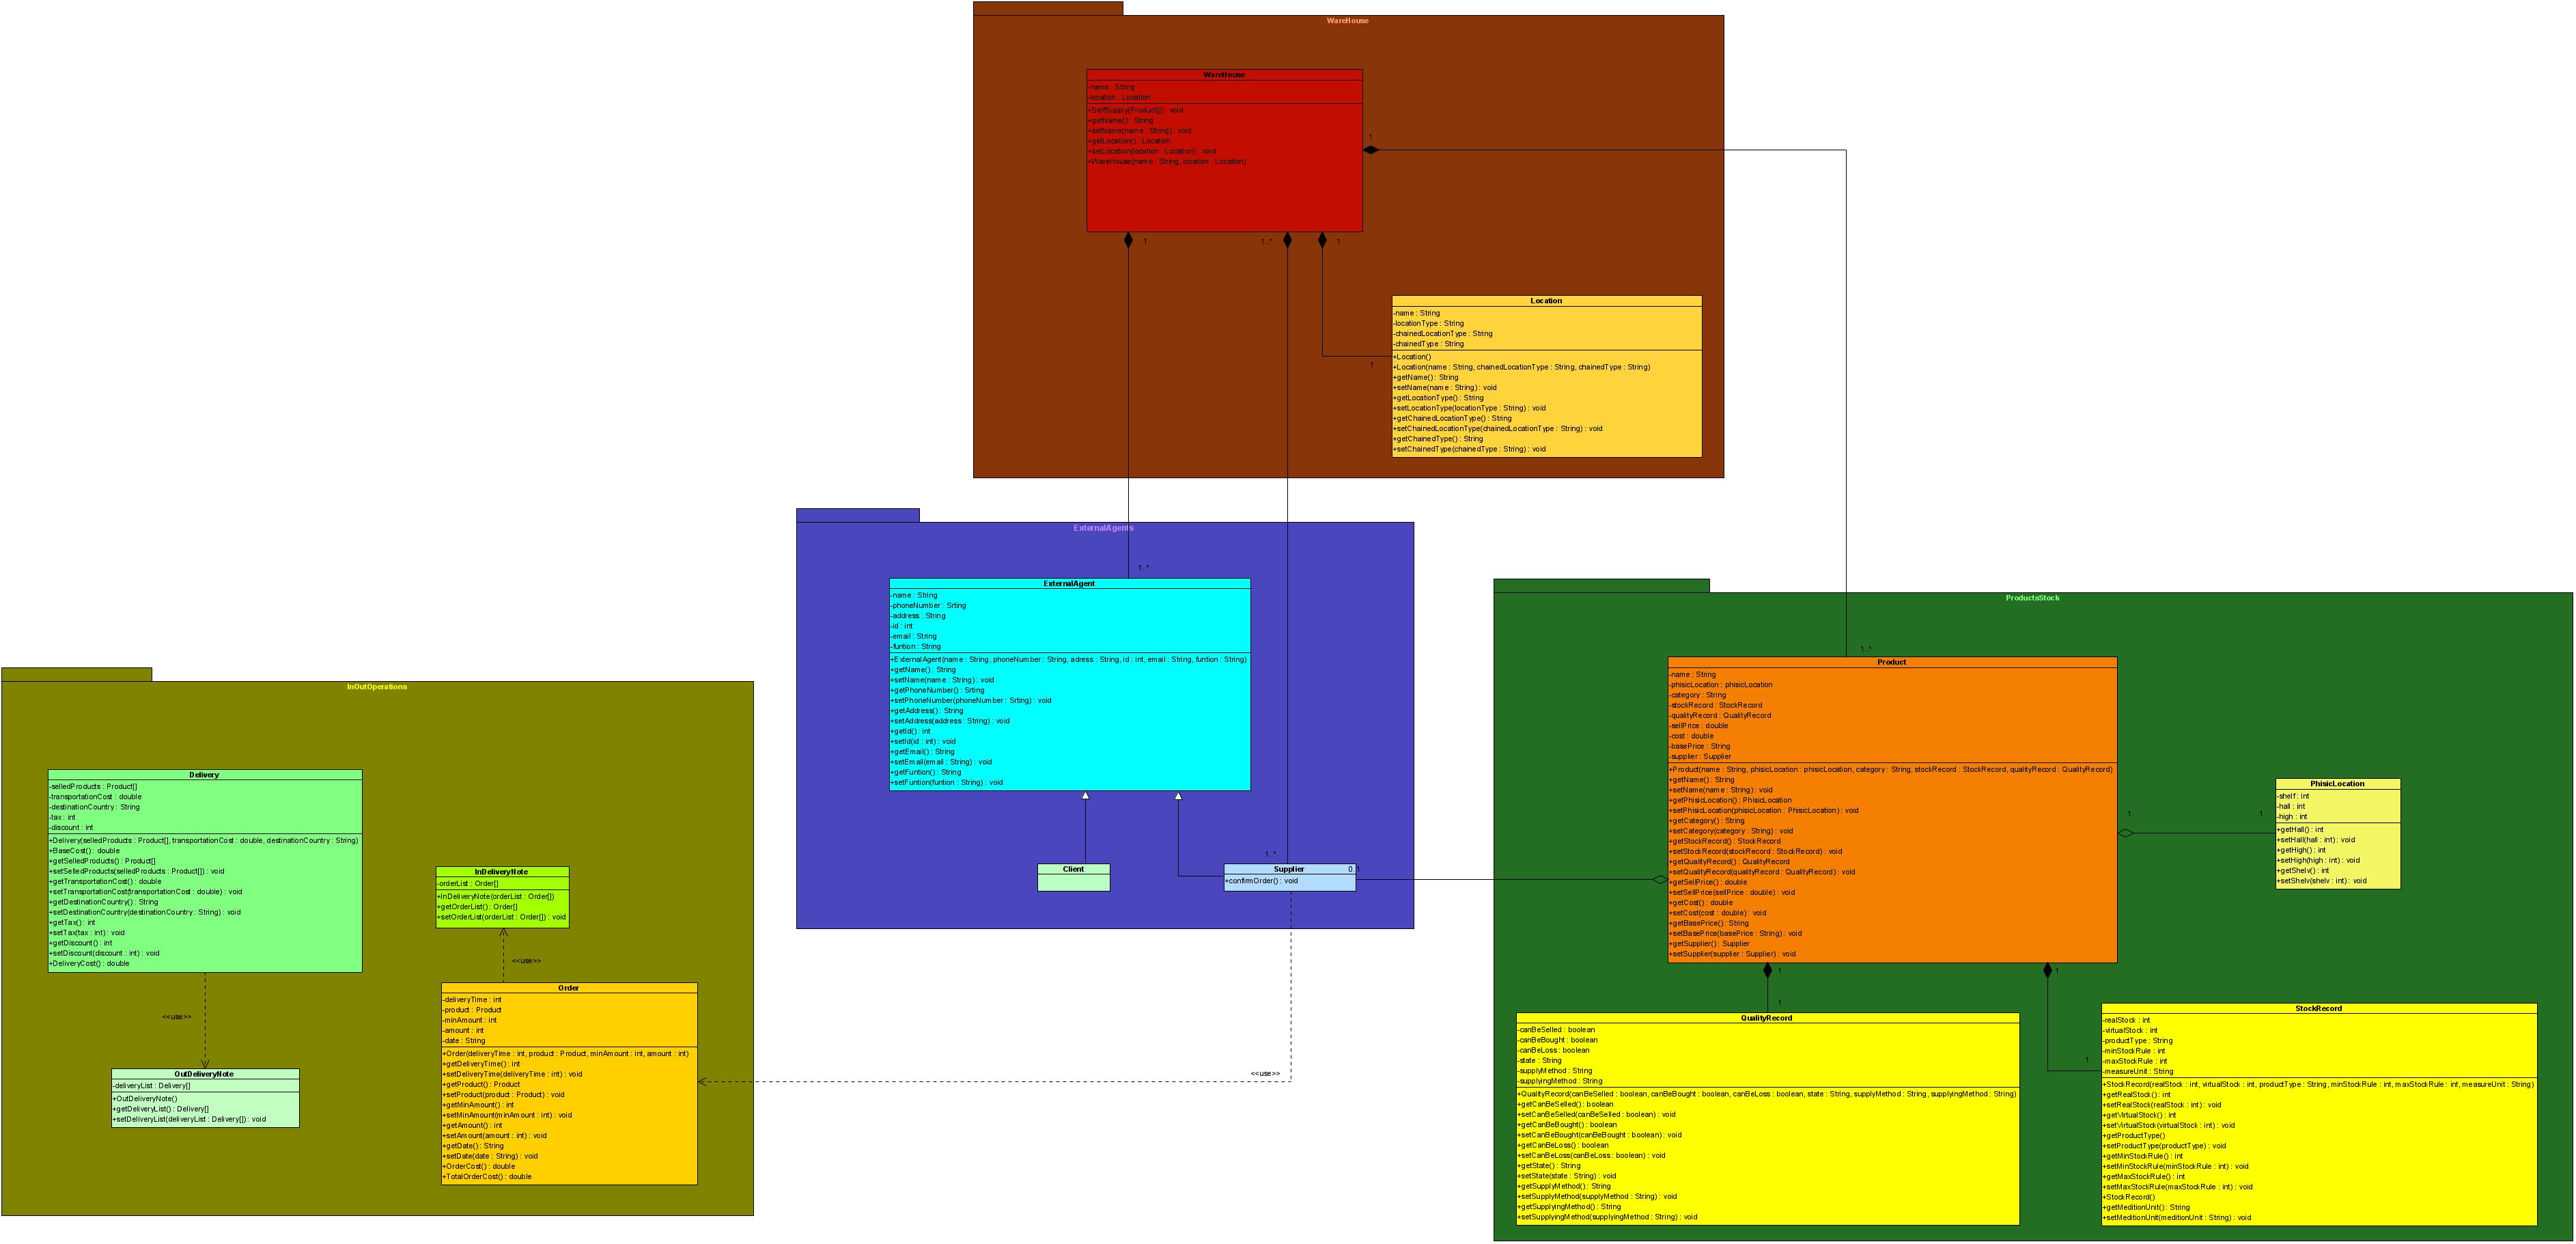 WareHouse
WareHouse
-name : String
-location : Location
+SelfSupply(Product[]) : void
+getName() : String
+setName(name : String) : void
+getLocation() : Location
+setLocation(location : Location) : void
+WareHouse(name : String, location : Location)
1
1
1..*
1
Location
-name : String
-locationType : String
-chainedLocationType : String
-chainedType : String
+Location()
+Location(name : String, chainedLocationType : String, chainedType : String)
+getName() : String
+setName(name : String) : void
+getLocationType() : String
+setLocationType(locationType : String) : void
+getChainedLocationType() : String
+setChainedLocationType(chainedLocationType : String) : void
+getChainedType() : String
+setChainedType(chainedType : String) : void
1
ExternalAgents
1..*
ExternalAgent
-name : String
-phoneNumber : Srting
-address : String
-id : int
-email : String
-funtion : String
+ExternalAgent(name : String, phoneNumber : String, adress : String, id : int, email : String, funtion : String)
+getName() : String
+setName(name : String) : void
+getPhoneNumber() : Srting
+setPhoneNumber(phoneNumber : Srting) : void
+getAddress() : String
+setAddress(address : String) : void
+getId() : int
+setId(id : int) : void
+getEmail() : String
+setEmail(email : String) : void
+getFuntion() : String
+setFuntion(funtion : String) : void
Client
1..*
Supplier
0..1
+confirmOrder() : void
<<use>>
InOutOperations
Delivery
-selledProducts : Product[]
-transportationCost : double
-destinationCountry : String
-tax : int
-discount : int
+Delivery(selledProducts : Product[], transportationCost : double, destinationCountry : String)
+BaseCost() : double
+getSelledProducts() : Product[]
+setSelledProducts(selledProducts : Product[]) : void
+getTransportationCost() : double
+setTransportationCost(transportationCost : double) : void
+getDestinationCountry() : String
+setDestinationCountry(destinationCountry : String) : void
+getTax() : int
+setTax(tax : int) : void
+getDiscount() : int
+setDiscount(discount : int) : void
+DeliveryCost() : double
<<use>>
OutDeliveryNote
-deliveryList : Delivery[]
+OutDeliveryNote()
+getDeliveryList() : Delivery[]
+setDeliveryList(deliveryList : Delivery[]) : void
InDeliveryNote
-orderList : Order[]
+InDeliveryNote(orderList : Order[])
+getOrderList() : Order[]
+setOrderList(orderList : Order[]) : void
<<use>>
Order
-deliveryTime : int
-product : Product
-minAmount : int
-amount : int
-date : String
+Order(deliveryTime : int, product : Product, minAmount : int, amount : int)
+getDeliveryTime() : int
+setDeliveryTime(deliveryTime : int) : void
+getProduct() : Product
+setProduct(product : Product) : void
+getMinAmount() : int
+setMinAmount(minAmount : int) : void
+getAmount() : int
+setAmount(amount : int) : void
+getDate() : String
+setDate(date : String) : void
+OrderCost() : double
+TotalOrderCost() : double
ProductsStock
1..*
Product
-name : String
-phisicLocation : phisicLocation
-category : String
-stockRecord : StockRecord
-qualityRecord : QualityRecord
-sellPrice : double
-cost : double
-basePrice : String
-supplier : Supplier
+Product(name : String, phisicLocation : phisicLocation, category : String, stockRecord : StockRecord, qualityRecord : QualityRecord)
+getName() : String
+setName(name : String) : void
+getPhisicLocation() : PhisicLocation
+setPhisicLocation(phisicLocation : PhisicLocation) : void
+getCategory() : String
+setCategory(category : String) : void
+getStockRecord() : StockRecord
+setStockRecord(stockRecord : StockRecord) : void
+getQualityRecord() : QualityRecord
+setQualityRecord(qualityRecord : QualityRecord) : void
+getSellPrice() : double
+setSellPrice(sellPrice : double) : void
+getCost() : double
+setCost(cost : double) : void
+getBasePrice() : String
+setBasePrice(basePrice : String) : void
+getSupplier() : Supplier
+setSupplier(supplier : Supplier) : void
1
1
PhisicLocation
-shelf : int
-hall : int
-high : int
+getHall() : int
+setHall(hall : int) : void
+getHigh() : int
+setHigh(high : int) : void
+getShelv() : int
+setShelv(shelv : int) : void
1
1
QualityRecord
-canBeSelled : boolean
-canBeBought : boolean
-canBeLoss : boolean
-state : String
-supplyMethod : String
-supplyingMethod : String
+QualityRecord(canBeSelled : boolean, canBeBought : boolean, canBeLoss : boolean, state : String, supplyMethod : String, supplyingMethod : String)
+getCanBeSelled() : boolean
+setCanBeSelled(canBeSelled : boolean) : void
+getCanBeBought() : boolean
+setCanBeBought(canBeBought : boolean) : void
+getCanBeLoss() : boolean
+setCanBeLoss(canBeLoss : boolean) : void
+getState() : String
+setState(state : String) : void
+getSupplyMethod() : String
+setSupplyMethod(supplyMethod : String) : void
+getSupplyingMethod() : String
+setSupplyingMethod(supplyingMethod : String) : void
1
1
StockRecord
-realStock : int
-virtualStock : int
-productType : String
-minStockRule : int
-maxStockRule : int
-measureUnit : String
+StockRecord(realStock : int, virtualStock : int, productType : String, minStockRule : int, maxStockRule : int, measureUnit : String)
+getRealStock() : int
+setRealStock(realStock : int) : void
+getVirtualStock() : int
+setVirtualStock(virtualStock : int) : void
+getProductType()
+setProductType(productType) : void
+getMinStockRule() : int
+setMinStockRule(minStockRule : int) : void
+getMaxStockRule() : int
+setMaxStockRule(maxStockRule : int) : void
+StockRecord()
+getMeditionUnit() : String
+setMeditionUnit(meditionUnit : String) : void